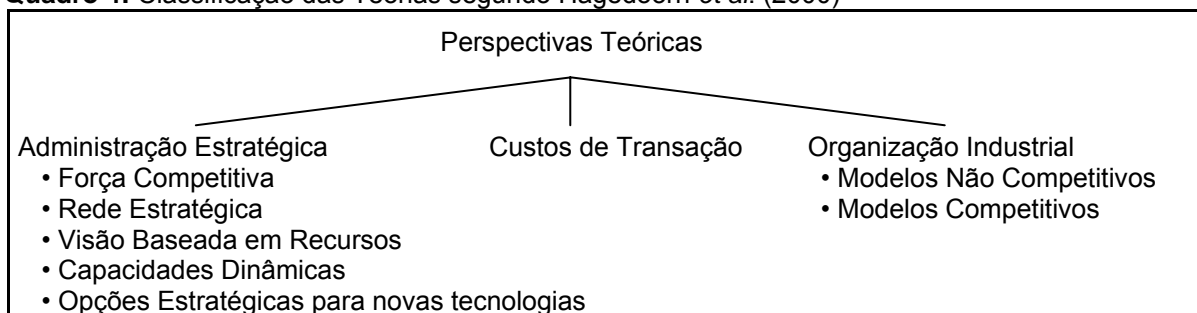 Quadro 1. Classificação das Teorias segundo Hagedoorn et al. (2000)
Perspectivas Teóricas
Administração Estratégica
• Força Competitiva
• Rede Estratégica
• Visão Baseada em Recursos
• Capacidades Dinâmicas
• Opções Estratégicas para novas tecnologias
Custos de Transação
Organização Industrial
• Modelos Não Competitivos
• Modelos Competitivos